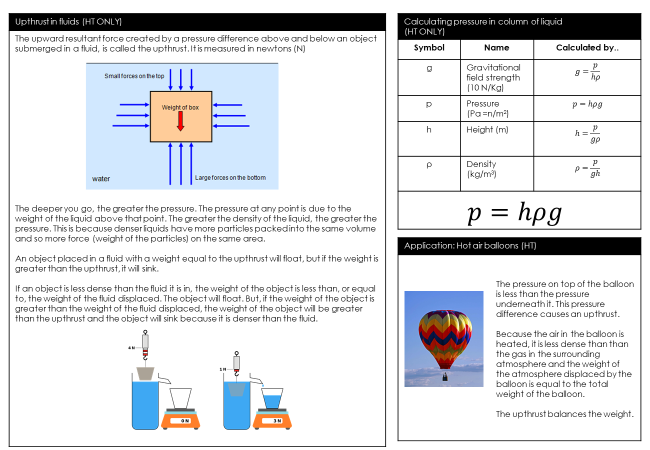 Upthrust in fluids (HT ONLY)
The upward resultant force created by a pressure difference above and below an object
submerged in a fluid, is called the upthrust. It is measured in newtons (N)
Small forces on the top
Weight of box
water
Large forces on the bottom
The deeper you go, the greater the pressure. The pressure at any point is due to the
weight of the liquid above that point. The greater the density of the liquid, the greater the
pressure. This is because denser liquids have more particles packed into the same volume
and so more force (weight of the particles) on the same area.
An object placed in a fluid with a weight equal to the upthrust will float, but if the weight is
greater than the upthrust, it will sink.
If an object is less dense than the fluid it is in, the weight of the object is less than, or equal
to, the weight of the fluid displaced. The object will float. But, if the weight of the object is
greater than the weight of the fluid displaced, the weight of the object will be greater
than the upthrust and the object will sink because it is denser than the fluid.
4 N
0 N
1 N
3 N
Calculating pressure in column of liquid
(HT ONLY)
Symbol Name Calculated by..
g Gravitational
field strength
(10 N/Kg)
g = p/hρ
p Pressure
(Pa =n/m²)
p = hρg
h Height (m)
h = p/gρ
ρ Density
(kg/m³)
ρ = p/gh
p = hρg
Application: Hot air balloons (HT)
The pressure on top of the balloon
is less than the pressure
underneath it. This pressure
difference causes an upthrust.
Because the air in the balloon is
heated, it is less dense than than
the gas in the surrounding
atmosphere and the weight of
the atmosphere displaced by the
balloon is equal to the total
weight of the balloon.
The upthrust balances the weight.